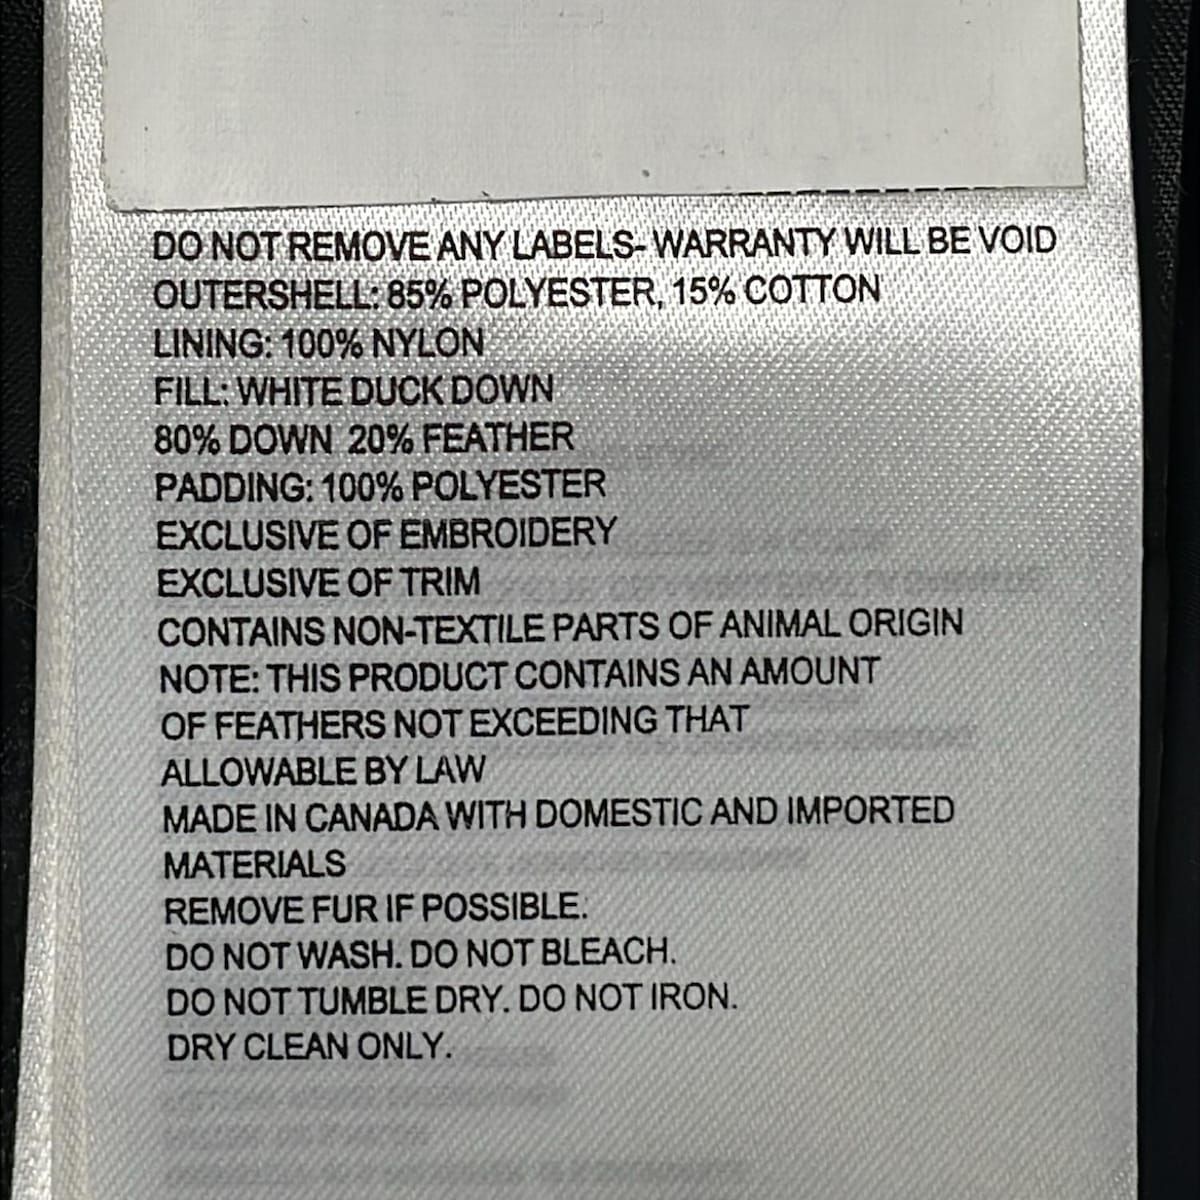 DO NOT REMOVE ANY LABELS- WARRANTY WILL BE VOID
OUTERSHELL: 85% POLYESTER, 15% COTTON
LINING: 100% NYLON
FILL: WHITE DUCK DOWN
80% DOWN 20% FEATHER
PADDING: 100% POLYESTER
EXCLUSIVE OF EMBROIDERY
EXCLUSIVE OF TRIM
CONTAINS NON-TEXTILE PARTS OF ANIMAL ORIGIN
NOTE: THIS PRODUCT CONTAINS AN AMOUNT
OF FEATHERS NOT EXCEEDING THAT
ALLOWABLE BY LAW
MADE IN CANADA WITH DOMESTIC AND IMPORTED
MATERIALS
REMOVE FUR IF POSSIBLE.
DO NOT WASH. DO NOT BLEACH.
DO NOT TUMBLE DRY. DO NOT IRON.
DRY CLEAN ONLY.